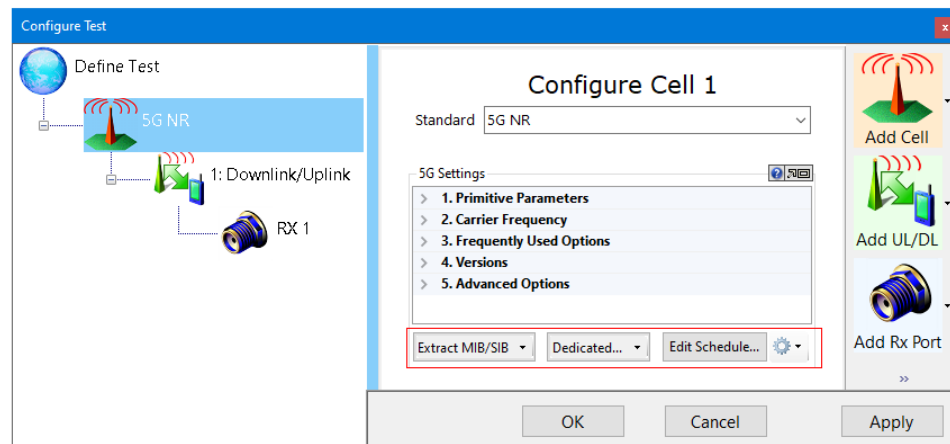 Configure Test
x
Define Test
5G NR
1: Downlink/Uplink
RX 1
Configure Cell 1
Standard 5G NR
5G Settings
1. Primitive Parameters
2. Carrier Frequency
3. Frequently Used Options
4. Versions
5. Advanced Options
Extract MIB/SIB Dedicated... Edit Schedule...
Add Cell
Add UL/DL
Add Rx Port
»
OK Cancel Apply